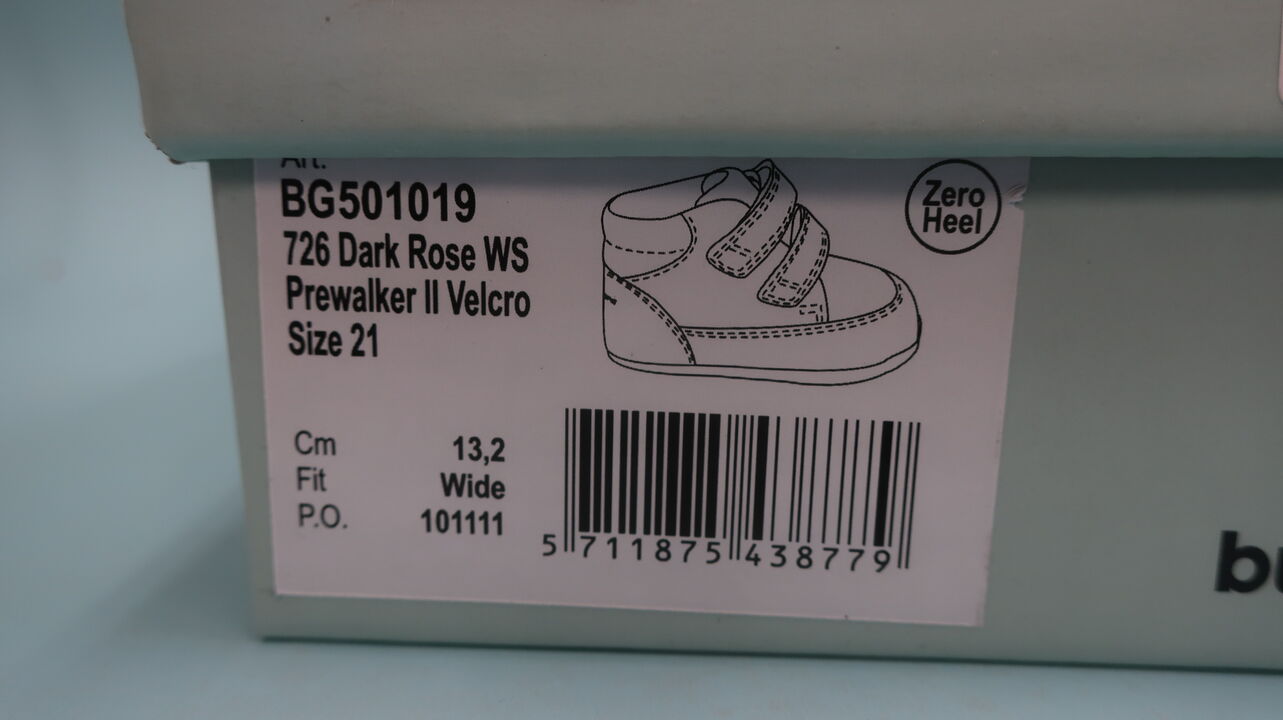 Art.
BG501019
726 Dark Rose WS
Prewalker II Velcro
Size 21
Zero
Heel
Cm 13,2
Fit Wide
P.O. 101111
5 711875 438779